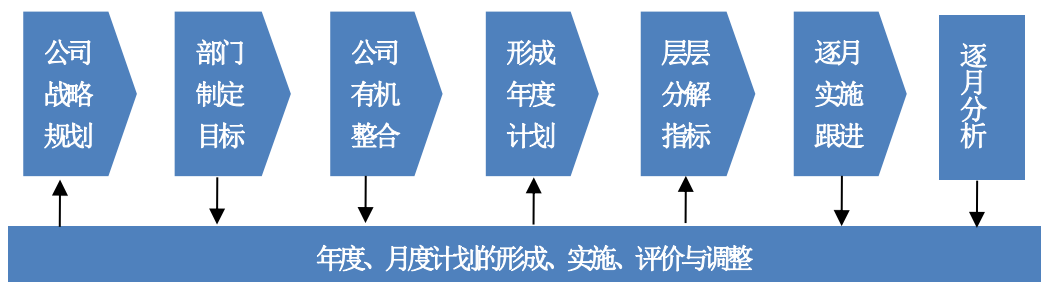 公司
战略
规划
部门
制定
目标
公司
有机
整合
形成
年度
计划
层层
分解
指标
逐月
实施
跟进
逐月分析
年度、月度计划的形成、实施、评价与调整